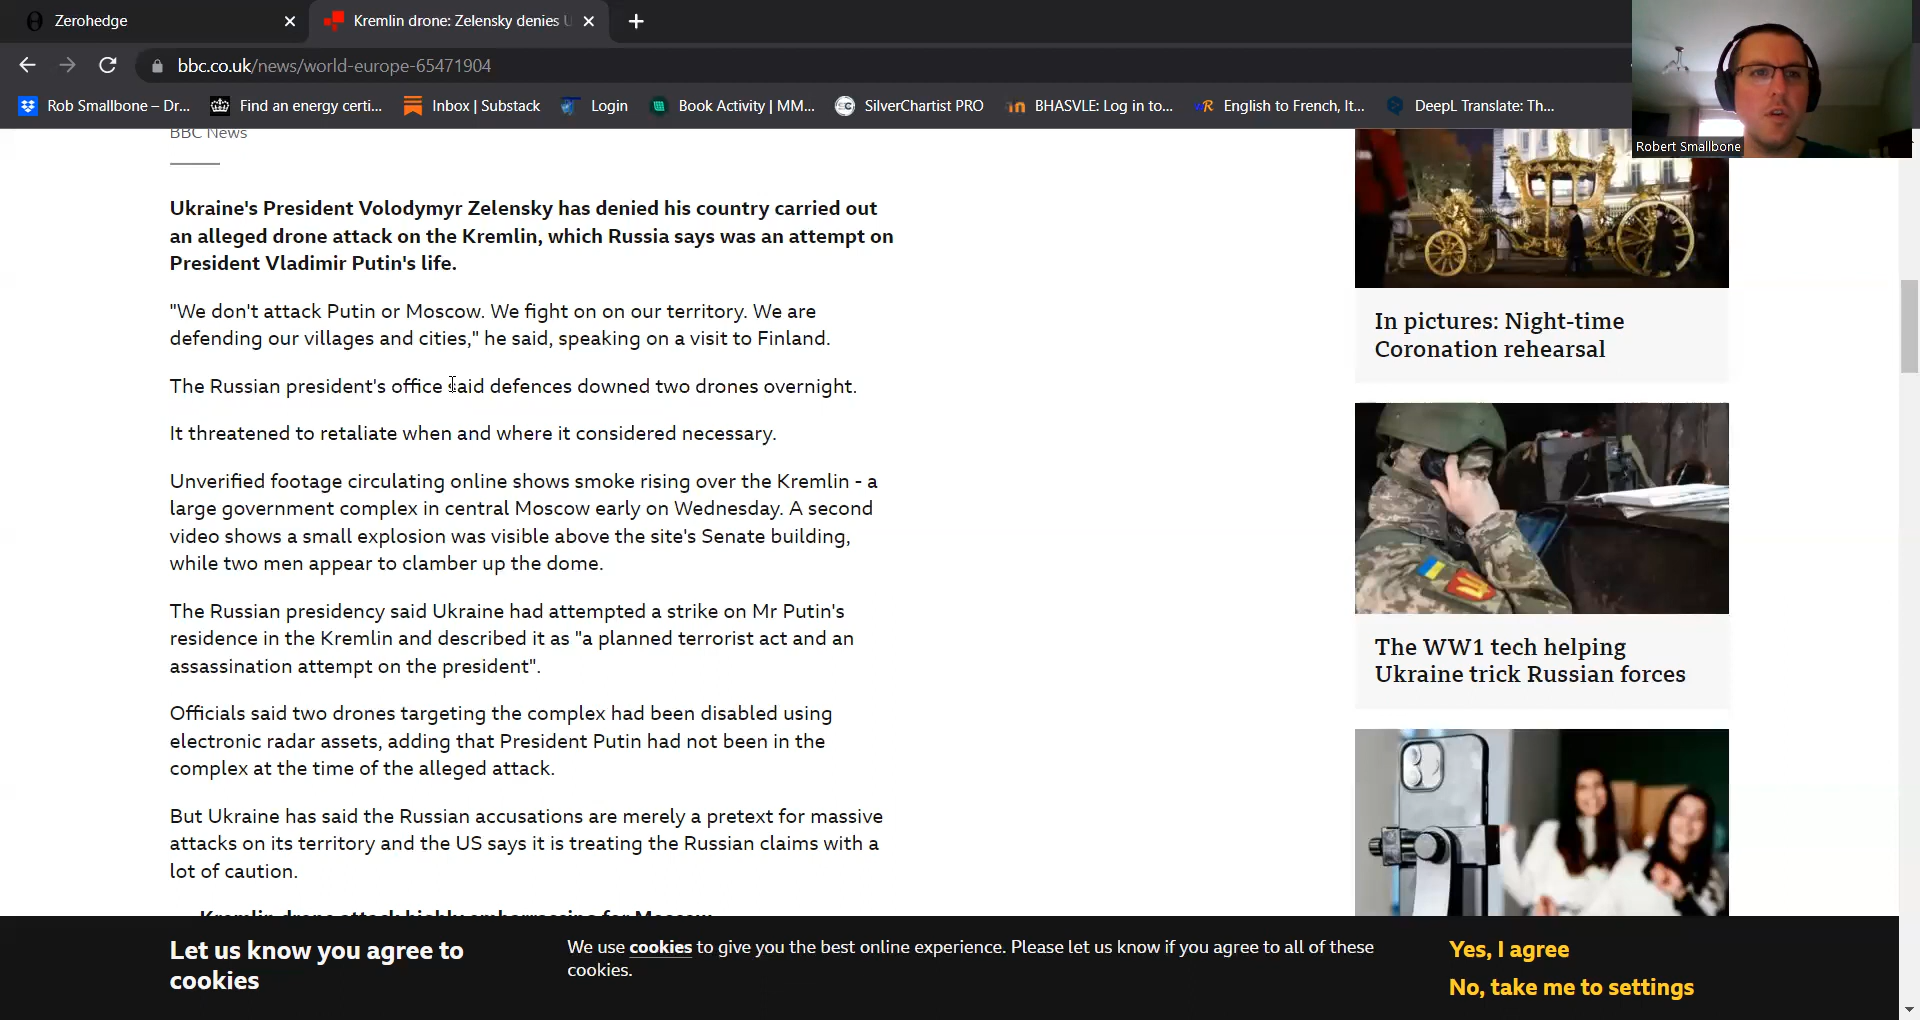 Zerohedge
Kremlin drone: Zelensky denies U
bbc.co.uk/news/world-europe-65471904
Rob Smallbone – Dr...
Find an energy certi...
Inbox | Substack
Login
Book Activity | MM...
SilverChartist PRO
BHASVLE: Log in to...
English to French, It...
DeepL Translate: Th...
Robert Smallbone
BBC News
Ukraine's President Volodymyr Zelensky has denied his country carried out
an alleged drone attack on the Kremlin, which Russia says was an attempt on
President Vladimir Putin's life.
"We don't attack Putin or Moscow. We fight on on our territory. We are
defending our villages and cities," he said, speaking on a visit to Finland.
The Russian president's office said defences downed two drones overnight.
It threatened to retaliate when and where it considered necessary.
Unverified footage circulating online shows smoke rising over the Kremlin - a
large government complex in central Moscow early on Wednesday. A second
video shows a small explosion was visible above the site's Senate building,
while two men appear to clamber up the dome.
The Russian presidency said Ukraine had attempted a strike on Mr Putin's
residence in the Kremlin and described it as "a planned terrorist act and an
assassination attempt on the president".
Officials said two drones targeting the complex had been disabled using
electronic radar assets, adding that President Putin had not been in the
complex at the time of the alleged attack.
But Ukraine has said the Russian accusations are merely a pretext for massive
attacks on its territory and the US says it is treating the Russian claims with a
lot of caution.
Kremlin drone attack highly embarrassing for Moscow
In pictures: Night-time
Coronation rehearsal
The WW1 tech helping
Ukraine trick Russian forces
Let us know you agree to
cookies
We use cookies to give you the best online experience. Please let us know if you agree to all of these
cookies.
Yes, I agree
No, take me to settings